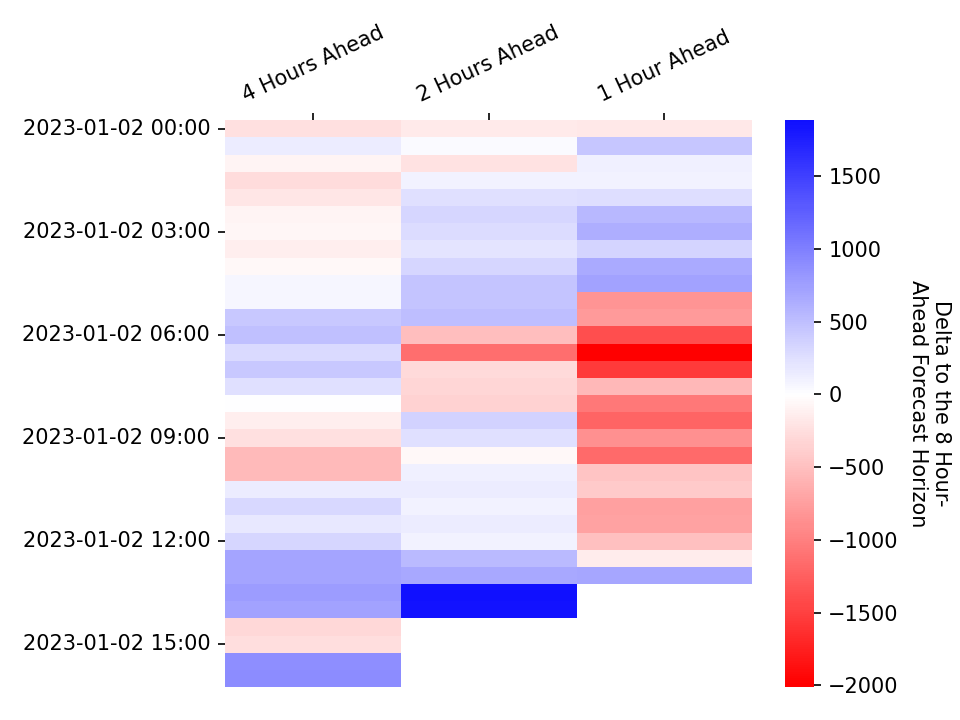 4 Hours Ahead
2 Hours Ahead
1 Hour Ahead
2023-01-02 00:00
2023-01-02 03:00
2023-01-02 06:00
2023-01-02 09:00
2023-01-02 12:00
2023-01-02 15:00
1500
1000
500
0
−500
−1000
−1500
−2000
Delta to the 8 Hour-
Ahead Forecast Horizon